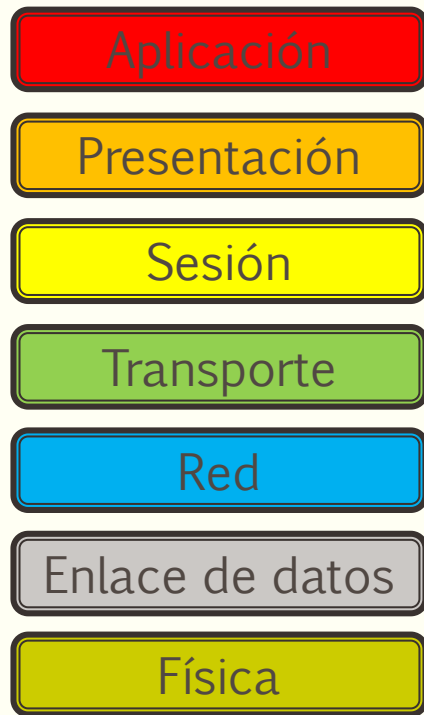 Aplicación
Presentación
Sesión
Transporte
Red
Enlace de datos
Física